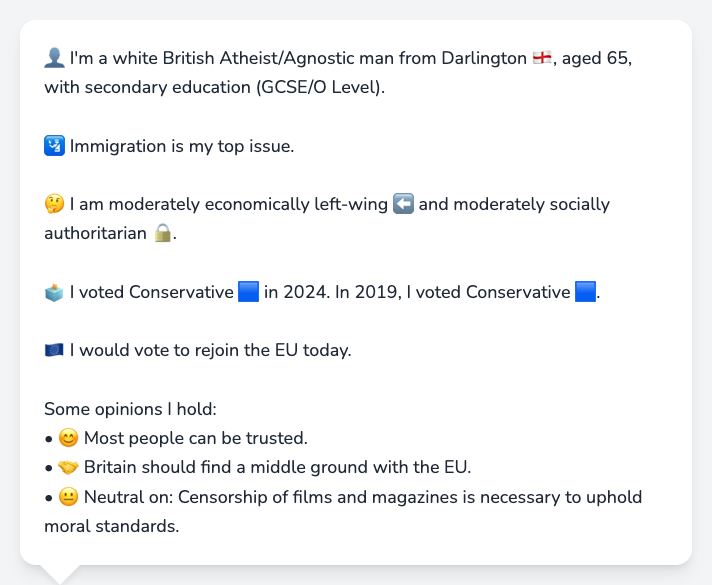 👤 I'm a white British Atheist/Agnostic man from Darlington 🏴󠁧󠁢󠁥󠁮󠁧󠁿, aged 65,
with secondary education (GCSE/O Level).
🛂 Immigration is my top issue.
🤔 I am moderately economically left-wing ⬅️ and moderately socially
authoritarian 🔒.
🗳️ I voted Conservative 🟦 in 2024. In 2019, I voted Conservative 🟦.
🇪🇺 I would vote to rejoin the EU today.
Some opinions I hold:
• 😊 Most people can be trusted.
• 🤝 Britain should find a middle ground with the EU.
• 😐 Neutral on: Censorship of films and magazines is necessary to uphold
moral standards.